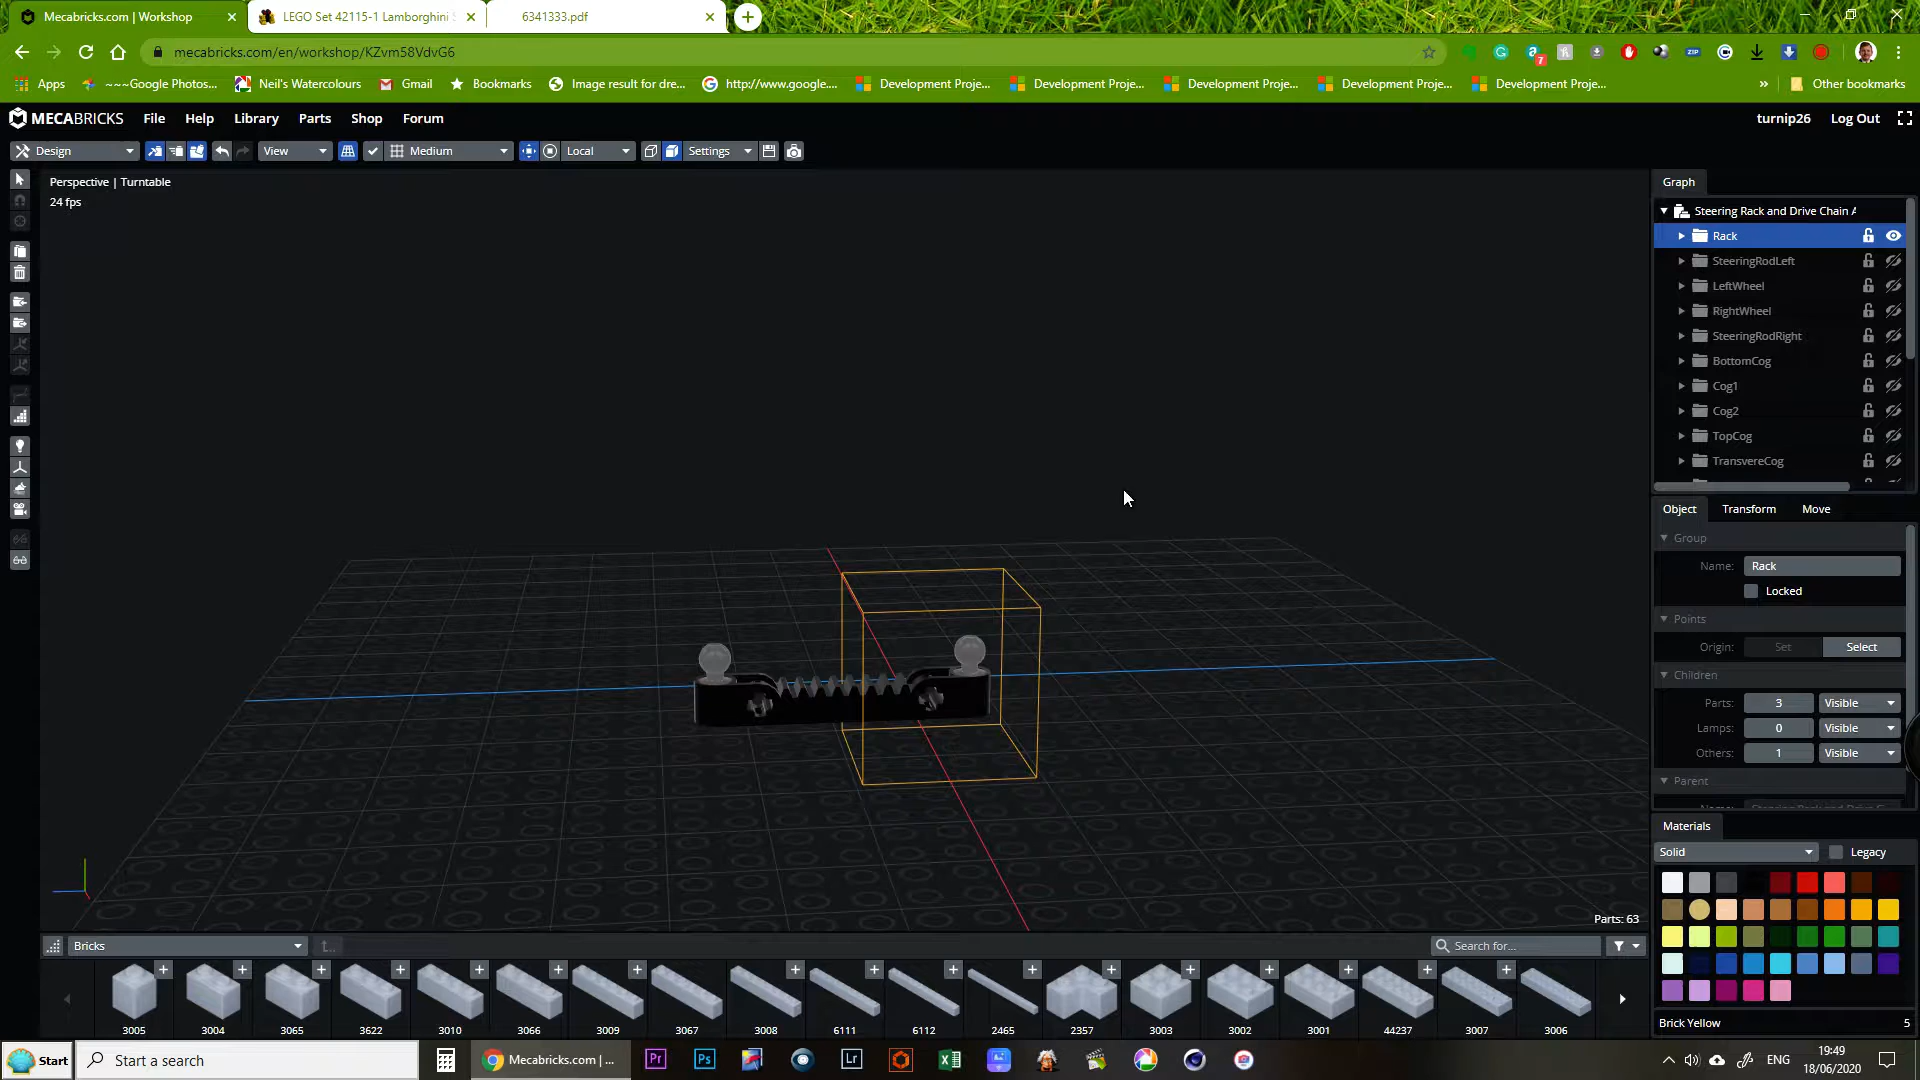 Mecabricks.com | Workshop
LEGO Set 42115-1 Lamborghini S
6341333.pdf
mecabricks.com/en/workshop/KZvm58VdvG6
7
ZIP
Apps
~~~Google Photos...
Neil's Watercolours
Gmail
Bookmarks
Image result for dre...
http://www.google....
Development Proje...
Development Proje...
Development Proje...
Development Proje...
Development Proje...
»
Other bookmarks
MECABRICKS
File
Help
Library
Parts
Shop
Forum
turnip26
Log Out
Design
View
Medium
Local
Settings
Perspective | Turntable
24 fps
Graph
Steering Rack and Drive Chain A
Rack
SteeringRodLeft
LeftWheel
RightWheel
SteeringRodRight
BottomCog
Cog1
Cog2
TopCog
TransvereCog
Object
Transform
Move
Group
Name: Rack
Locked
Points
Origin: Set Select
Children
Parts: 3 Visible
Lamps: 0 Visible
Others: 1 Visible
Parent
Materials
Solid
Legacy
Brick Yellow 5
Parts: 63
Bricks
Search for...
3005
3004
3065
3622
3010
3066
3009
3067
3008
6111
6112
2465
2357
3003
3002
3001
44237
3007
3006
Start
Start a search
Mecabricks.com | ...
Pr
Ps
Lr
ENG
19:49
18/06/2020